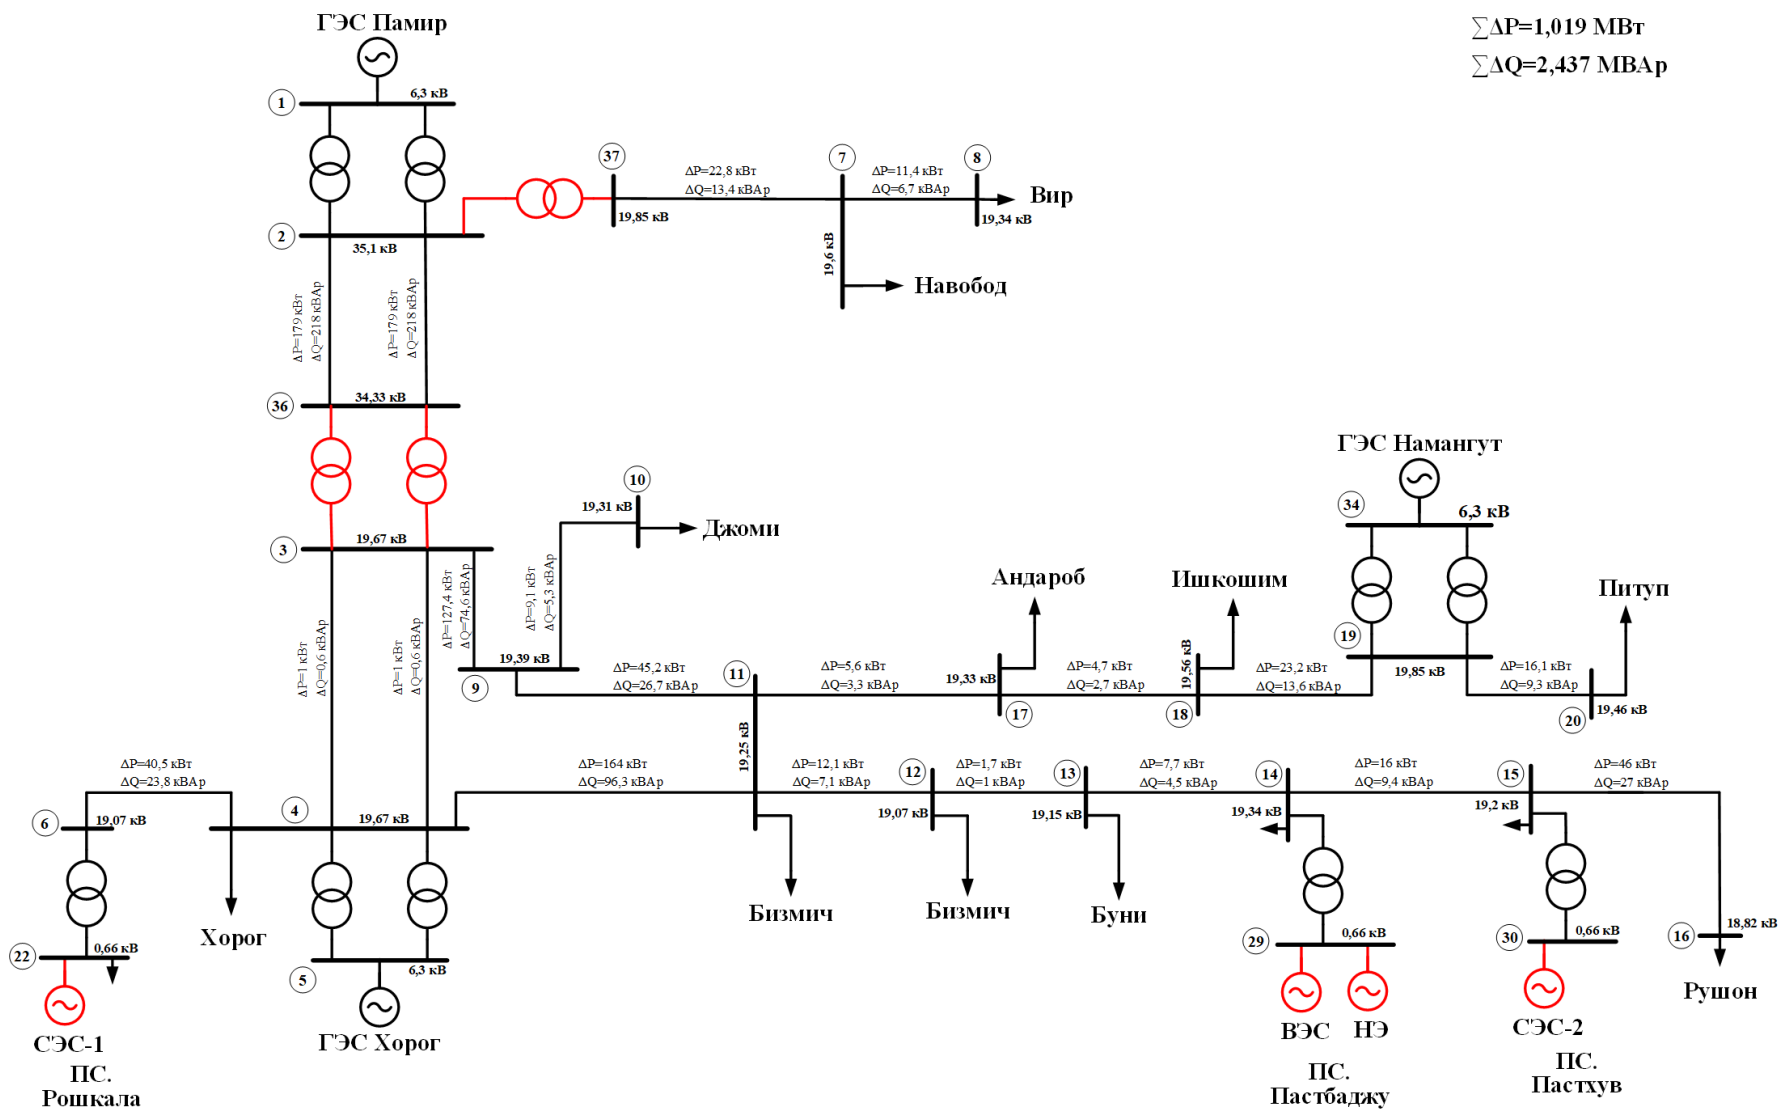 ГЭС Памир
∑ΔP=1,019 МВт
∑ΔQ=2,437 МВАр
1
6,3 кВ
37
ΔP=22,8 кВт
ΔQ=13,4 кВАр
7
ΔP=11,4 кВт
ΔQ=6,7 кВАр
8
Вир
19,85 кВ
19,34 кВ
2
35,1 кВ
19,6 кВ
Навобод
ΔP=179 кВт
ΔQ=218 кВАр
ΔP=179 кВт
ΔQ=218 кВАр
36
34,33 кВ
ГЭС Намангут
10
19,31 кВ
Джоми
34
6,3 кВ
3
19,67 кВ
ΔP=127,4 кВт
ΔQ=74,6 кВАр
ΔP=9,1 кВт
ΔQ=5,3 кВАр
Андароб
Ишкошим
Питуп
ΔP=1 кВт
ΔQ=0,6 кВАр
ΔP=1 кВт
ΔQ=0,6 кВАр
19
19,39 кВ
9
ΔP=45,2 кВт
ΔQ=26,7 кВАр
11
ΔP=5,6 кВт
ΔQ=3,3 кВАр
19,33 кВ
17
ΔP=4,7 кВт
ΔQ=2,7 кВАр
19,56 кВ
18
ΔP=23,2 кВт
ΔQ=13,6 кВАр
19,85 кВ
ΔP=16,1 кВт
ΔQ=9,3 кВАр
20
19,46 кВ
19,25 кВ
ΔP=40,5 кВт
ΔQ=23,8 кВАр
ΔP=164 кВт
ΔQ=96,3 кВАр
ΔP=12,1 кВт
ΔQ=7,1 кВАр
12
ΔP=1,7 кВт
ΔQ=1 кВАр
13
ΔP=7,7 кВт
ΔQ=4,5 кВАр
14
ΔP=16 кВт
ΔQ=9,4 кВАр
15
ΔP=46 кВт
ΔQ=27 кВАр
6
19,07 кВ
4
19,67 кВ
19,07 кВ
19,15 кВ
19,34 кВ
19,2 кВ
Хорог
Бизмич
Бизмич
Буни
22
0,66 кВ
5
6,3 кВ
29
0,66 кВ
30
0,66 кВ
16
18,82 кВ
Рушон
СЭС-1
ГЭС Хорог
ВЭС
НЭ
СЭС-2
ПС.
Рошкала
ПС.
Пастбаджу
ПС.
Пастхув